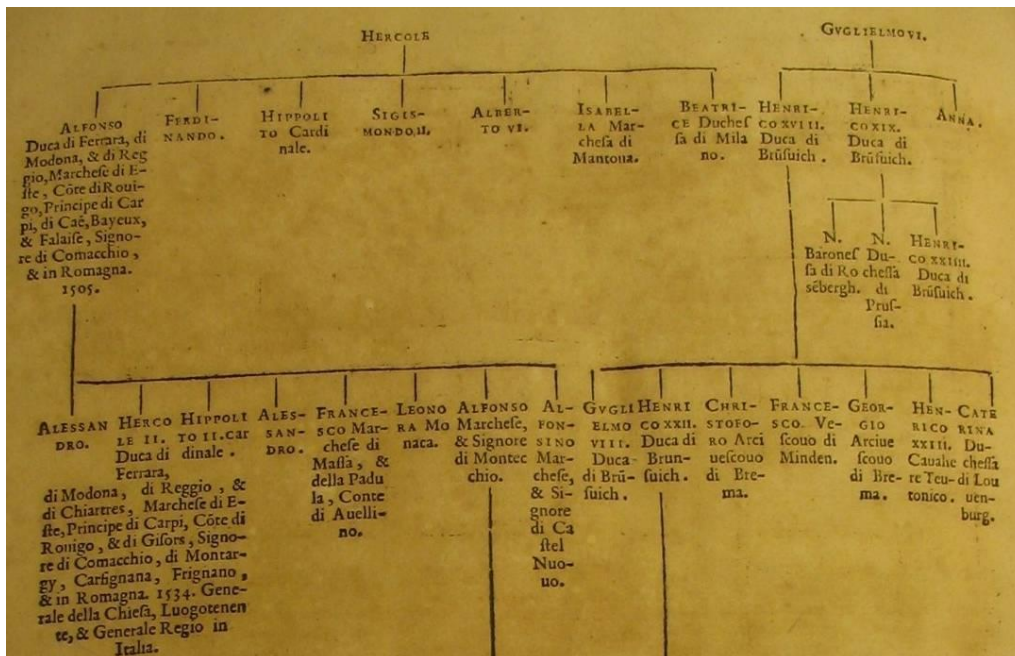 HERCOLE
GVGLIELMO VI.
ALFONSO
Duca di Ferrara, di
Modona, & di Reg
gio, Marchese di E-
ste, Cōte di Roui-
go, Principe di Car
pi, di Caē, Bayeux,
& Falaise, Signo-
re di Comacchio,
& in Romagna.
1505.
FERDI-
NANDO.
HIPPOLI
TO Cardi
nale.
SIGIS-
MONDO.II.
ALBER-
TO VI.
ISABEL-
LA Mar-
chesa di
Mantoua.
BEATRI-
CE Duches
sa di Mila
no.
HENRI-
CO XVIII.
Duca di
Brūsuich.
HENRI-
CO XIX.
Duca di
Brūsuich.
ANNA.
N.
Barones
sa di Ro
sēbergh.
N.
Du-
chessa
di
Prus-
sia.
HENRI-
CO XXIIII.
Duca di
Brūsuich.
ALESSAN
DRO.
HERCO
LE II.
Duca di
Ferrara,
di Modona, di Reggio, &
di Chiartres, Marchese di E-
ste, Principe di Carpi, Cōte di
Rouigo, & di Gisors, Signo-
re di Comacchio, di Montar-
gy, Carfignana, Frignano,
& in Romagna. 1534. Gene-
rale della Chiesa, Luogotenen
te, & Generale Regio in
Italia.
HIPPOLI
TO II. car
dinale.
ALES-
SAN-
DRO.
FRANCE-
SCO Mar-
chese di
Massa, &
della Padu
la, Conte
di Auelli-
no.
LEONO
RA Mo
naca.
ALFONSO
Marchese,
& Signore
di Montec
chio.
AL-
FON-
SINO
Mar-
chese,
& Si-
gnore
di Ca
stel
Nuo-
uo.
GVGLI
ELMO
VIII.
Duca
di Brū-
suich.
HENRI
CO XXII.
Duca di
Brun-
suich.
CHRI-
STOFO-
RO Arci
uescouo
di Bre-
ma.
FRANCE-
SCO. Ve-
scouo di
Minden.
GEOR-
GIO
Arciue
scouo
di Bre-
ma.
HEN-
RICO
XXIII.
Caualie
re Teu-
tonico.
CATE
RINA
Du-
chessa
di Lou
uen-
burg.